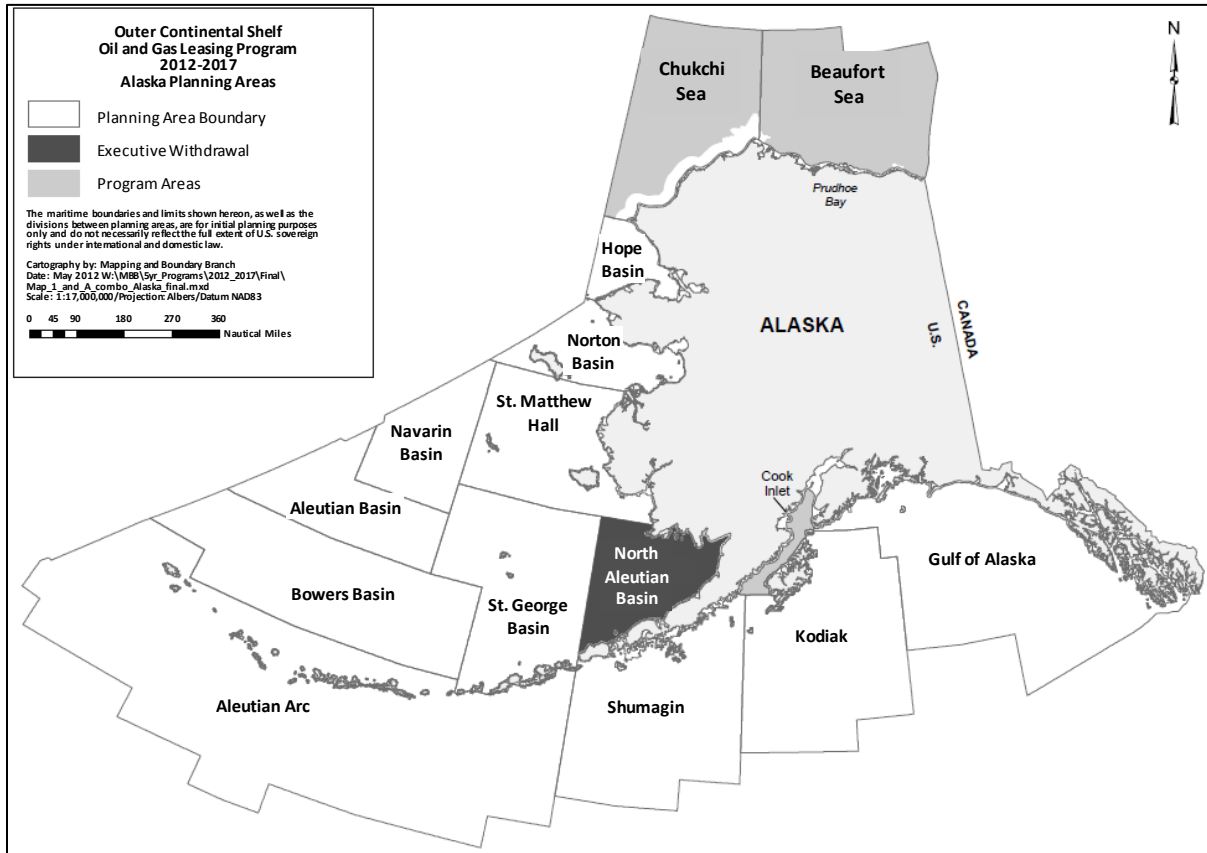 Outer Continental Shelf
Oil and Gas Leasing Program
2012-2017
Alaska Planning Areas
Planning Area Boundary
Executive Withdrawal
Program Areas
The maritime boundaries and limits shown hereon, as well as the
divisions between planning areas, are for initial planning purposes
only and do not necessarily reflect the full extent of U.S. sovereign
rights under international and domestic law.
Cartography by: Mapping and Boundary Branch
Date: May 2012 W:\MBB\5yr_Programs\2012_2017\Final\
Map_1_and_A_combo_Alaska_final.mxd
Scale: 1:17,000,000/Projection: Albers/Datum NAD83
0 45 90 180 270 360
Nautical Miles
N
Chukchi
Sea
Beaufort
Sea
Prudhoe
Bay
Hope
Basin
ALASKA
CANADA
U.S.
Norton
Basin
St. Matthew
Hall
Navarin
Basin
Cook
Inlet
Aleutian Basin
North
Aleutian
Basin
Gulf of Alaska
Bowers Basin
St. George
Basin
Kodiak
Aleutian Arc
Shumagin